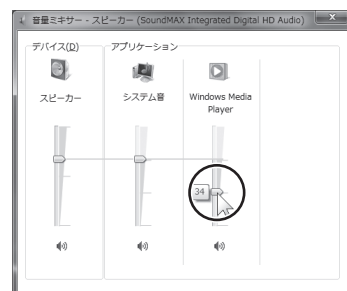 音量ミキサー - スピーカー (SoundMAX Integrated Digital HD Audio)
デバイス(D)
アプリケーション
スピーカー
システム音
Windows Media
Player
34